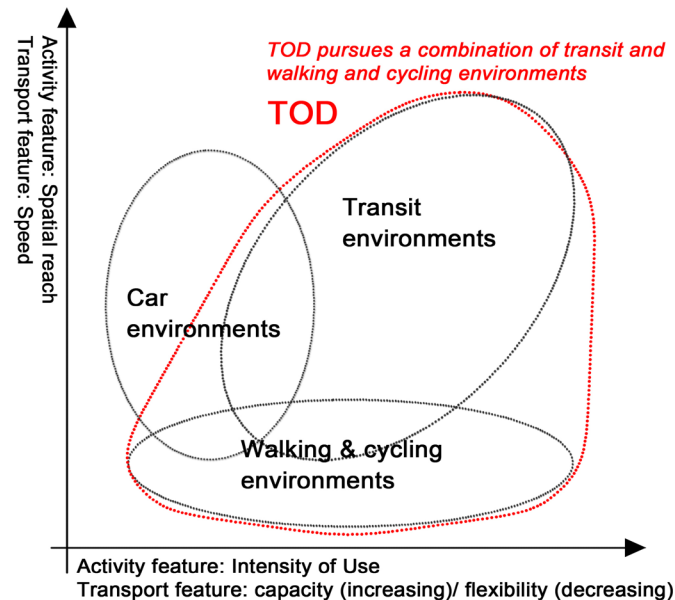 TOD pursues a combination of transit and
walking and cycling environments
TOD
Activity feature: Spatial reach
Transport feature: Speed
Transit
environments
Car
environments
Walking & cycling
environments
Activity feature: Intensity of Use
Transport feature: capacity (increasing)/ flexibility (decreasing)